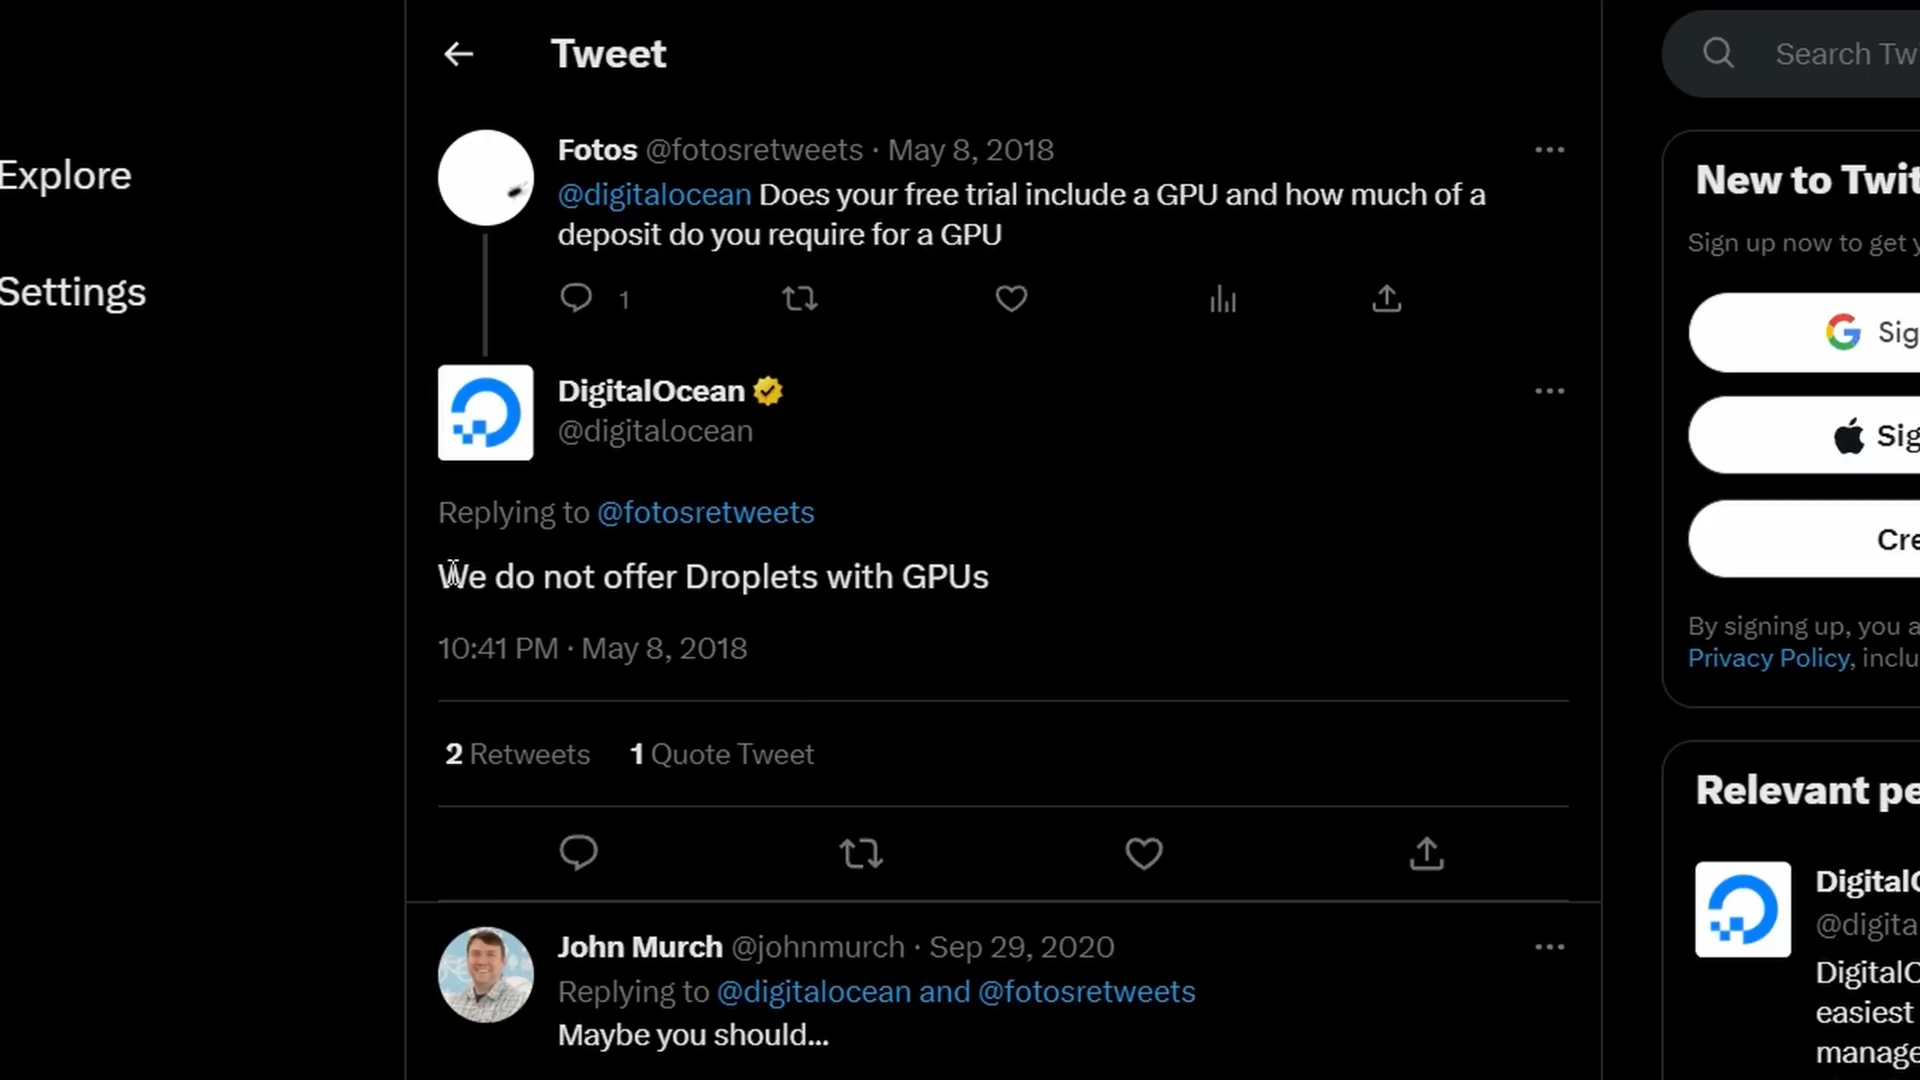 Tweet
Search Tw
Explore
Settings
Fotos @fotosretweets · May 8, 2018
@digitalocean Does your free trial include a GPU and how much of a
deposit do you require for a GPU
1
DigitalOcean
@digitalocean
Replying to @fotosretweets
We do not offer Droplets with GPUs
10:41 PM · May 8, 2018
2 Retweets 1 Quote Tweet
John Murch @johnmurch · Sep 29, 2020
Replying to @digitalocean and @fotosretweets
Maybe you should...
New to Twit
Sign up now to get y
Sig
Sig
Cre
By signing up, you a
Privacy Policy, inclu
Relevant pe
DigitalO
@digita
DigitalO
easiest
manage